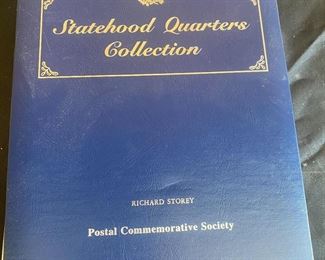 Statehood Quarters
Collection
RICHARD STOREY
Postal Commemorative Society